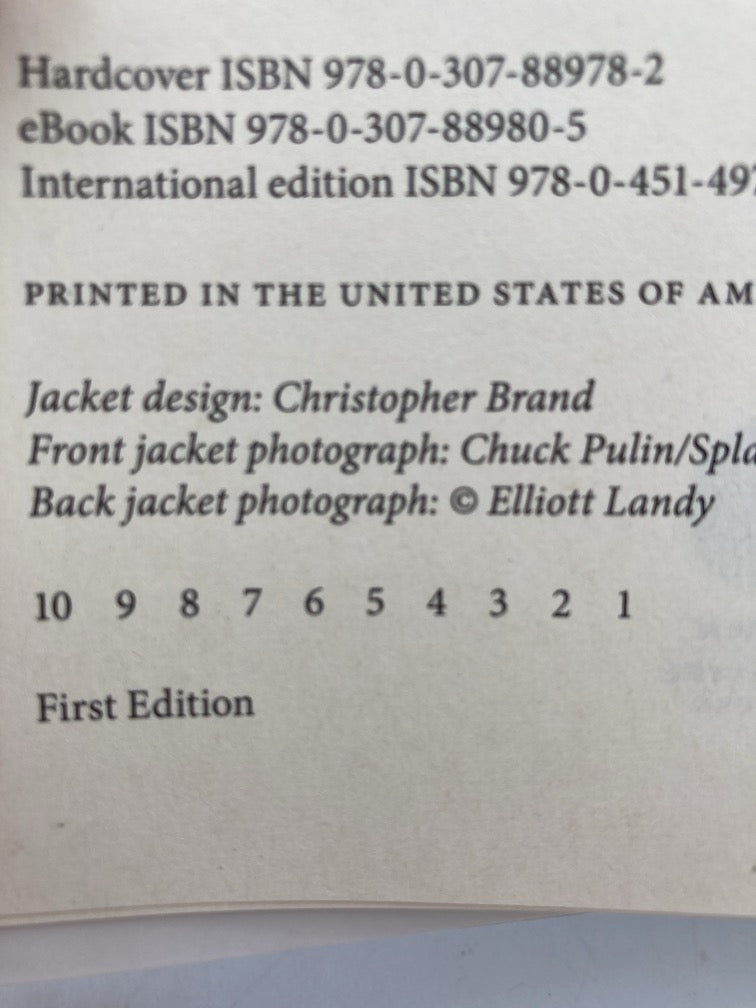 Hardcover ISBN 978-0-307-88978-2
eBook ISBN 978-0-307-88980-5
International edition ISBN 978-0-451-49
PRINTED IN THE UNITED STATES OF AM
Jacket design: Christopher Brand
Front jacket photograph: Chuck Pulin/Spla
Back jacket photograph: © Elliott Landy
10 9 8 7 6 5 4 3 2 1
First Edition